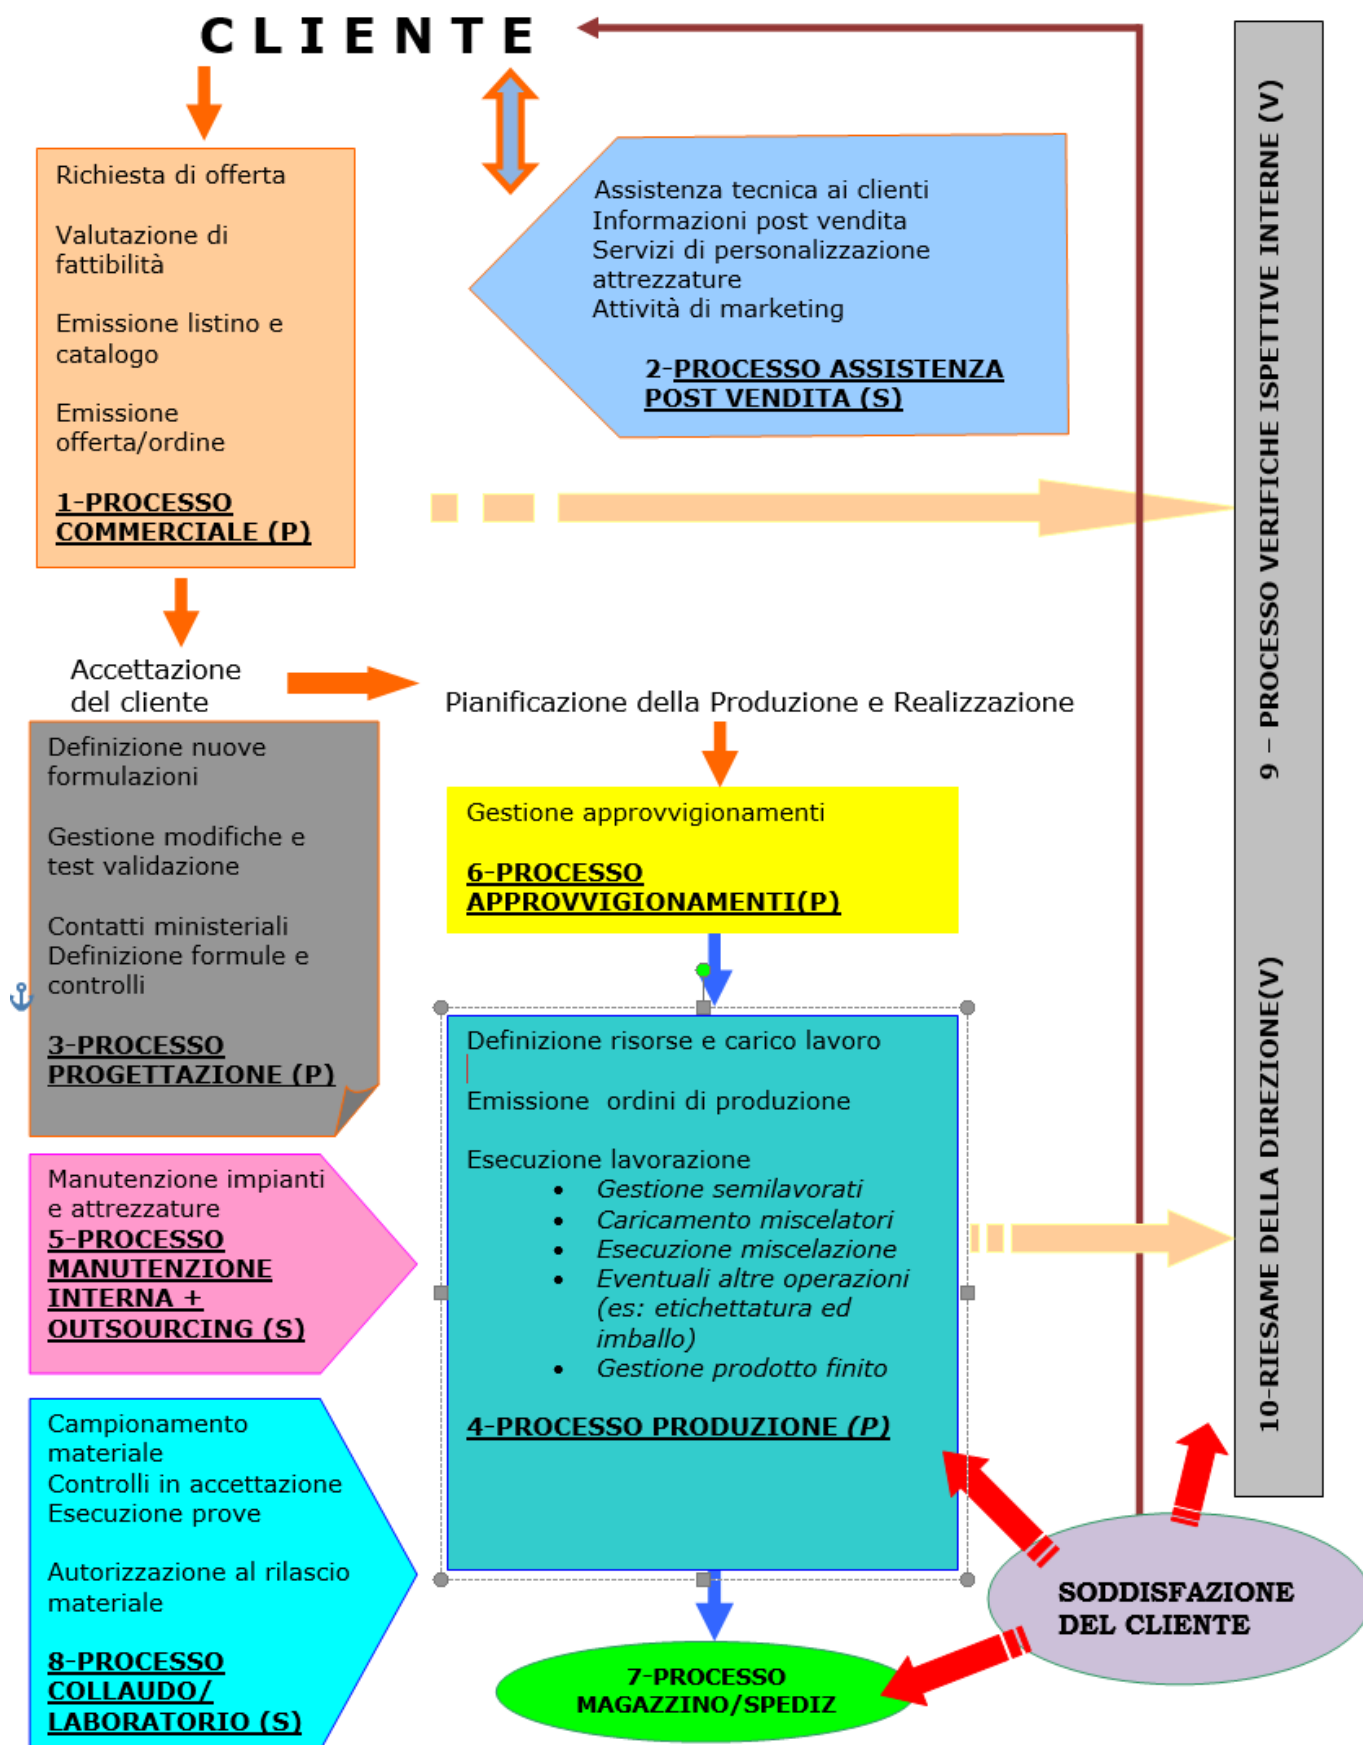 CLIENTE
Richiesta di offerta
Valutazione di
fattibilità
Emissione listino e
catalogo
Emissione
offerta/ordine
1-PROCESSO
COMMERCIALE (P)
Assistenza tecnica ai clienti
Informazioni post vendita
Servizi di personalizzazione
attrezzature
Attività di marketing
2-PROCESSO ASSISTENZA
POST VENDITA (S)
Accettazione
del cliente
Pianificazione della Produzione e Realizzazione
Definizione nuove
formulazioni
Gestione modifiche e
test validazione
Contatti ministeriali
Definizione formule e
controlli
3-PROCESSO
PROGETTAZIONE (P)
Gestione approvvigionamenti
6-PROCESSO
APPROVVIGIONAMENTI(P)
Definizione risorse e carico lavoro
Emissione  ordini di produzione
Esecuzione lavorazione
• Gestione semilavorati
• Caricamento miscelatori
• Esecuzione miscelazione
• Eventuali altre operazioni
(es: etichettatura ed
imballo)
• Gestione prodotto finito
4-PROCESSO PRODUZIONE (P)
Manutenzione impianti
e attrezzature
5-PROCESSO
MANUTENZIONE
INTERNA +
OUTSOURCING (S)
Campionamento
materiale
Controlli in accettazione
Esecuzione prove
Autorizzazione al rilascio
materiale
8-PROCESSO
COLLAUDO/
LABORATORIO (S)
7-PROCESSO
MAGAZZINO/SPEDIZ
SODDISFAZIONE
DEL CLIENTE
10-RIESAME DELLA DIREZIONE(V)
9 – PROCESSO VERIFICHE ISPETTIVE INTERNE (V)